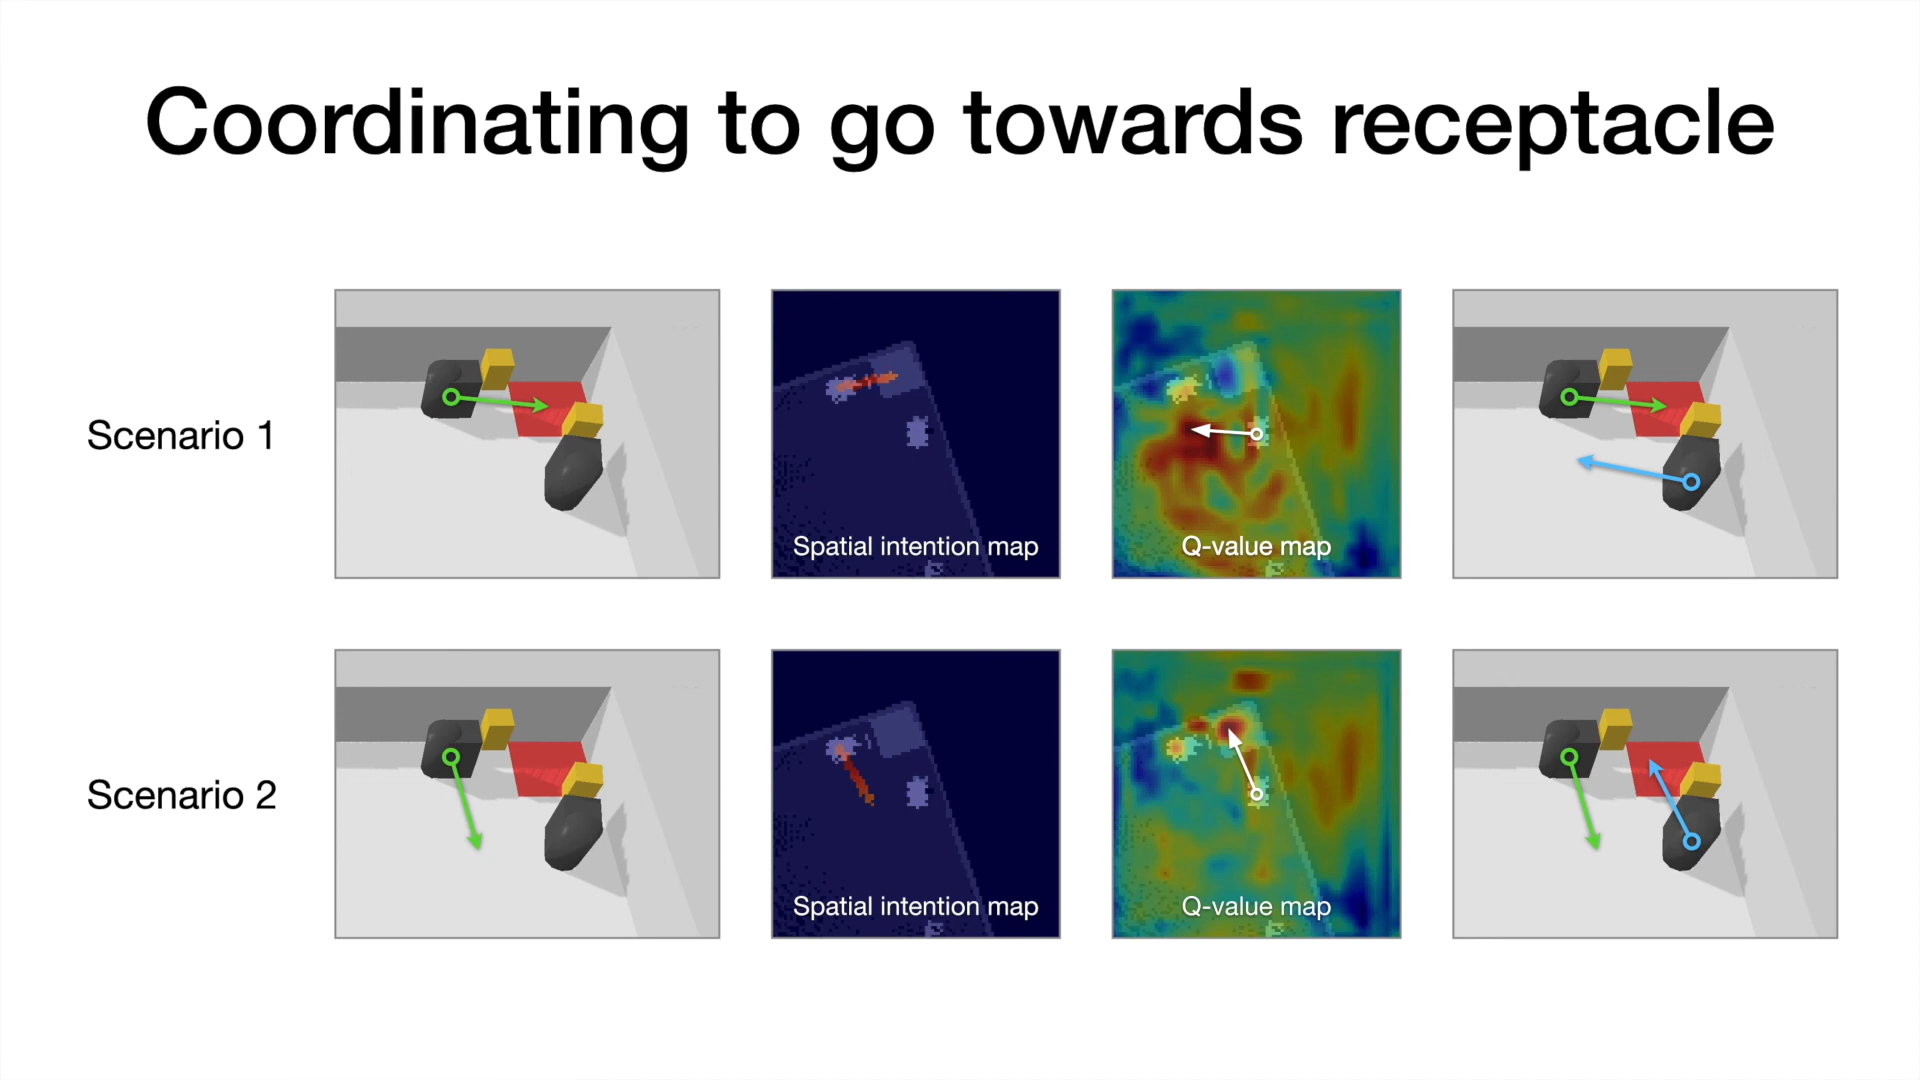 Coordinating to go towards receptacle
Scenario 1
Spatial intention map
Q-value map
Scenario 2
Spatial intention map
Q-value map